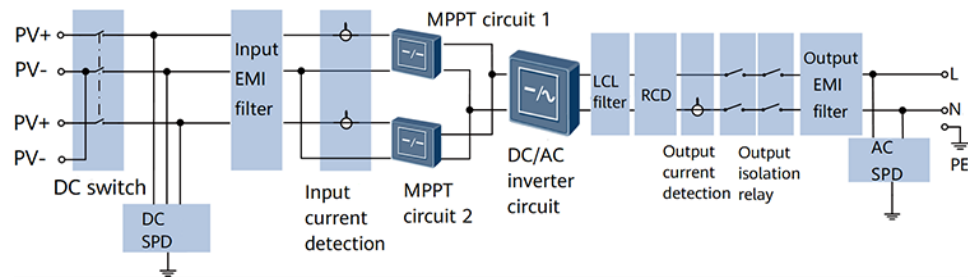 PV+
PV-
PV+
PV-
DC switch
DC
SPD
Input
EMI
filter
Input
current
detection
MPPT circuit 1
MPPT
circuit 2
DC/AC
inverter
circuit
LCL
filter
RCD
Output
current
detection
Output
isolation
relay
Output
EMI
filter
AC
SPD
L
N
PE